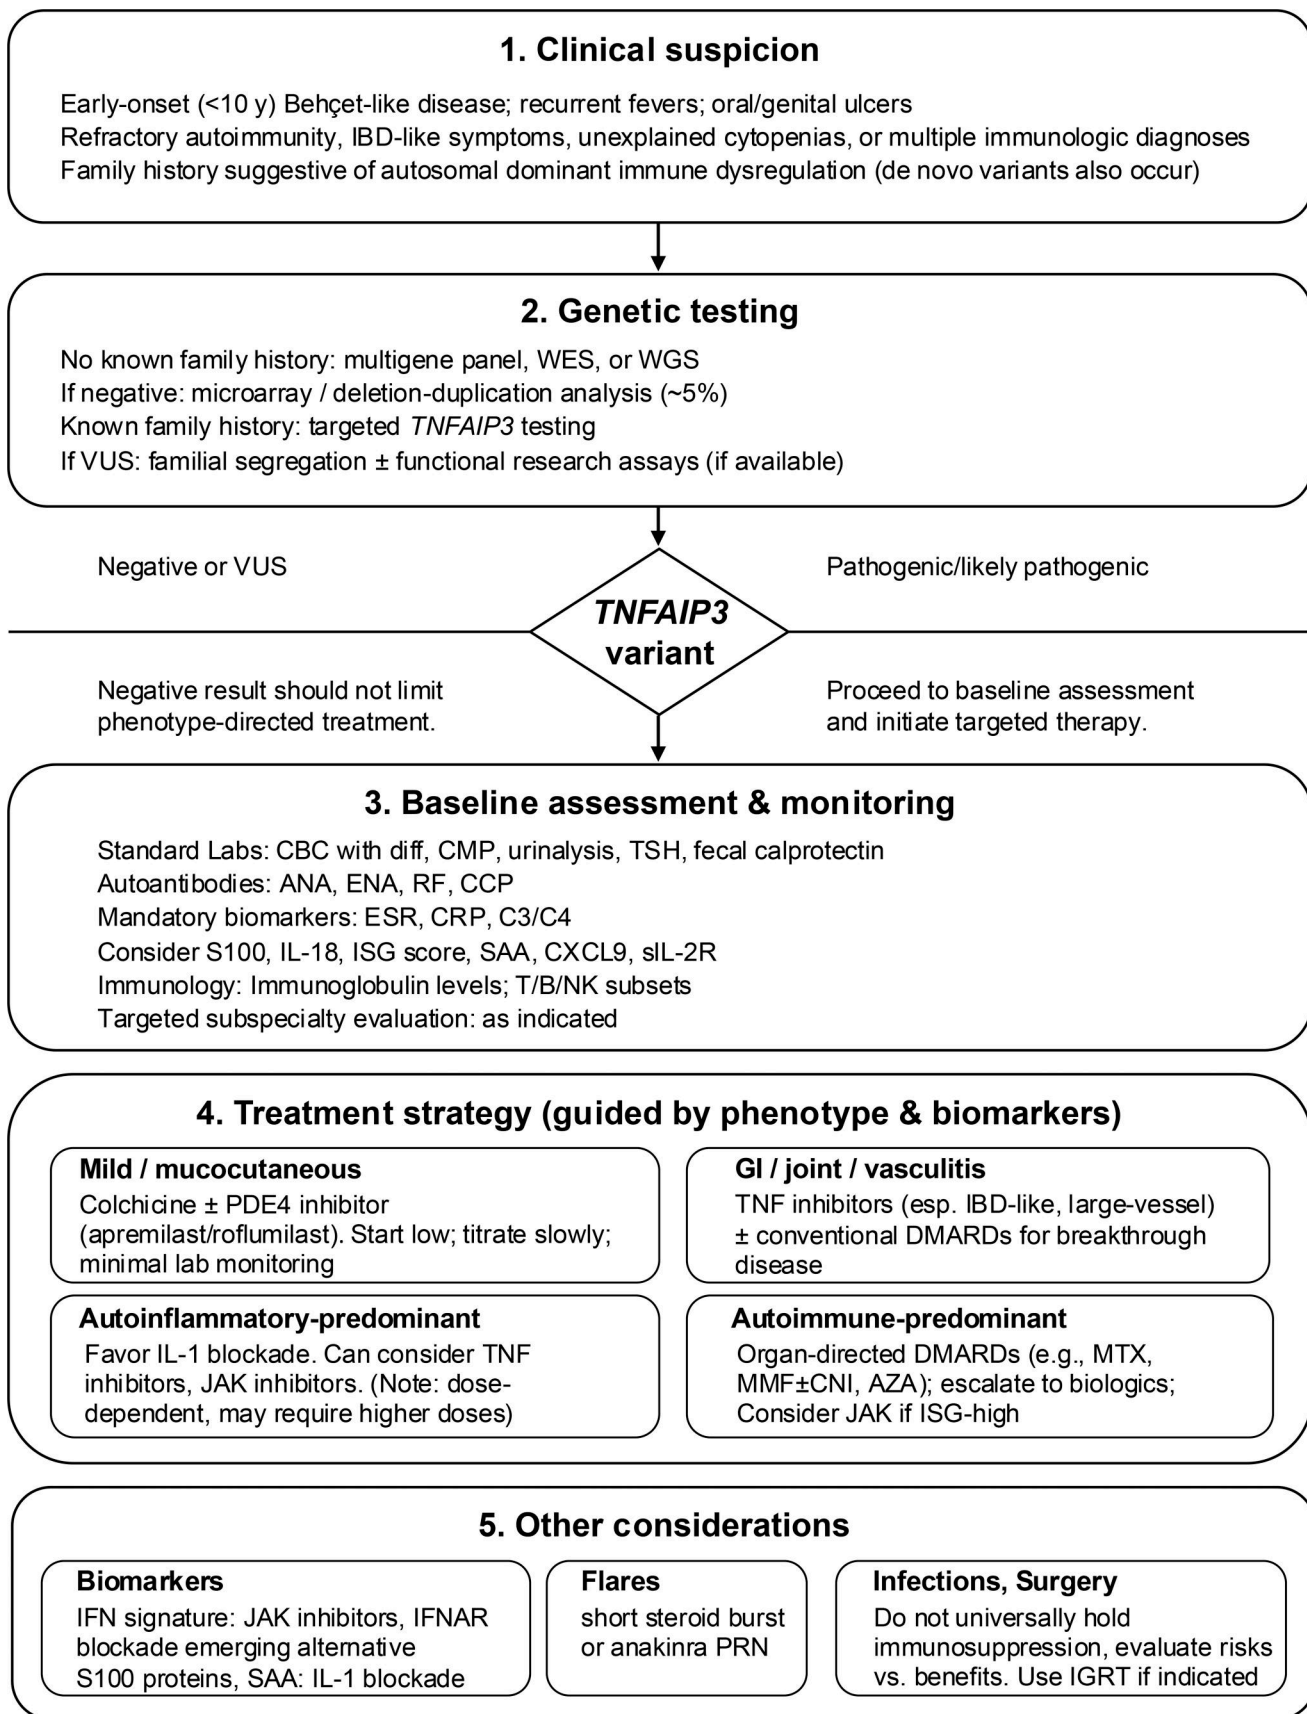 1. Clinical suspicion
Early-onset (<10 y) Behçet-like disease; recurrent fevers; oral/genital ulcers
Refractory autoimmunity, IBD-like symptoms, unexplained cytopenias, or multiple immunologic diagnoses
Family history suggestive of autosomal dominant immune dysregulation (de novo variants also occur)
2. Genetic testing
No known family history: multigene panel, WES, or WGS
If negative: microarray / deletion-duplication analysis (~5%)
Known family history: targeted TNFAIP3 testing
If VUS: familial segregation ± functional research assays (if available)
Negative or VUS
Pathogenic/likely pathogenic
TNFAIP3
variant
Negative result should not limit
phenotype-directed treatment.
Proceed to baseline assessment
and initiate targeted therapy.
3. Baseline assessment & monitoring
Standard Labs: CBC with diff, CMP, urinalysis, TSH, fecal calprotectin
Autoantibodies: ANA, ENA, RF, CCP
Mandatory biomarkers: ESR, CRP, C3/C4
Consider S100, IL-18, ISG score, SAA, CXCL9, sIL-2R
Immunology: Immunoglobulin levels; T/B/NK subsets
Targeted subspecialty evaluation: as indicated
4. Treatment strategy (guided by phenotype & biomarkers)
Mild / mucocutaneous
Colchicine ± PDE4 inhibitor
(apremilast/roflumilast). Start low; titrate slowly;
minimal lab monitoring
GI / joint / vasculitis
TNF inhibitors (esp. IBD-like, large-vessel)
± conventional DMARDs for breakthrough
disease
Autoinflammatory-predominant
Favor IL-1 blockade. Can consider TNF
inhibitors, JAK inhibitors. (Note: dose-
dependent, may require higher doses)
Autoimmune-predominant
Organ-directed DMARDs (e.g., MTX,
MMF±CNI, AZA); escalate to biologics;
Consider JAK if ISG-high
5. Other considerations
Biomarkers
IFN signature: JAK inhibitors, IFNAR
blockade emerging alternative
S100 proteins, SAA: IL-1 blockade
Flares
short steroid burst
or anakinra PRN
Infections, Surgery
Do not universally hold
immunosuppression, evaluate risks
vs. benefits. Use IGRT if indicated